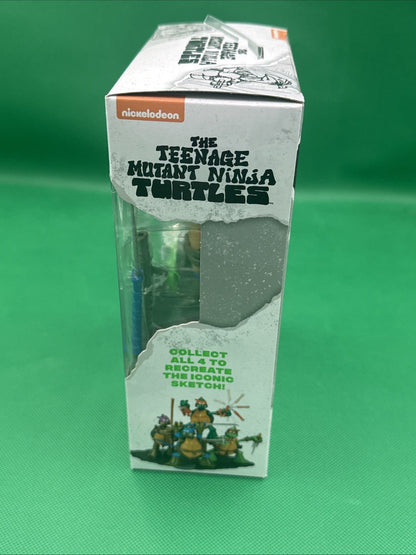 nickelodeon
THE
TEENAGE
MUTANT NINJA
TURTLES
COLLECT
ALL 4 TO
RECREATE
THE ICONIC
SKETCH!